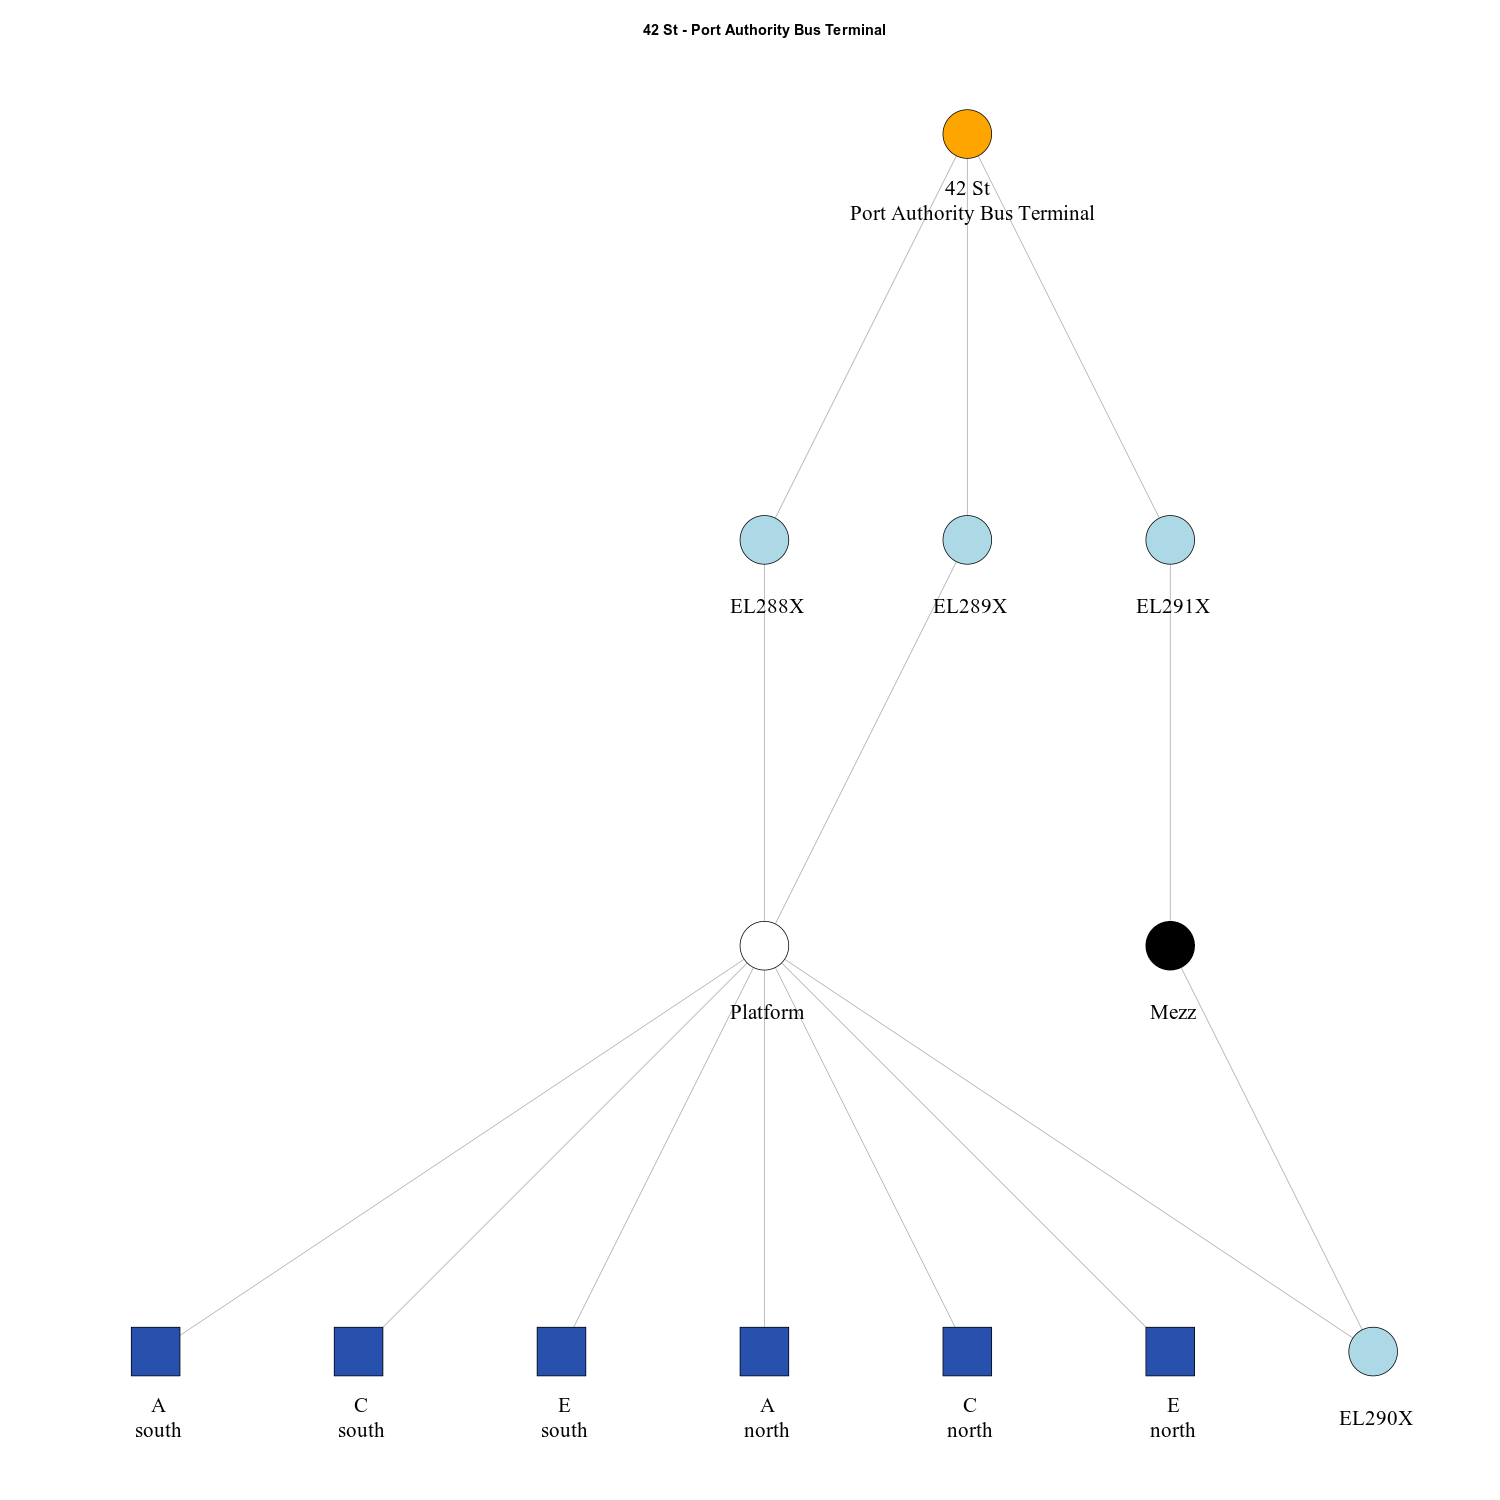 42 St - Port Authority Bus Terminal
42 St
Port Authority Bus Terminal
EL288X
EL289X
EL291X
Platform
Mezz
A
south
C
south
E
south
A
north
C
north
E
north
EL290X